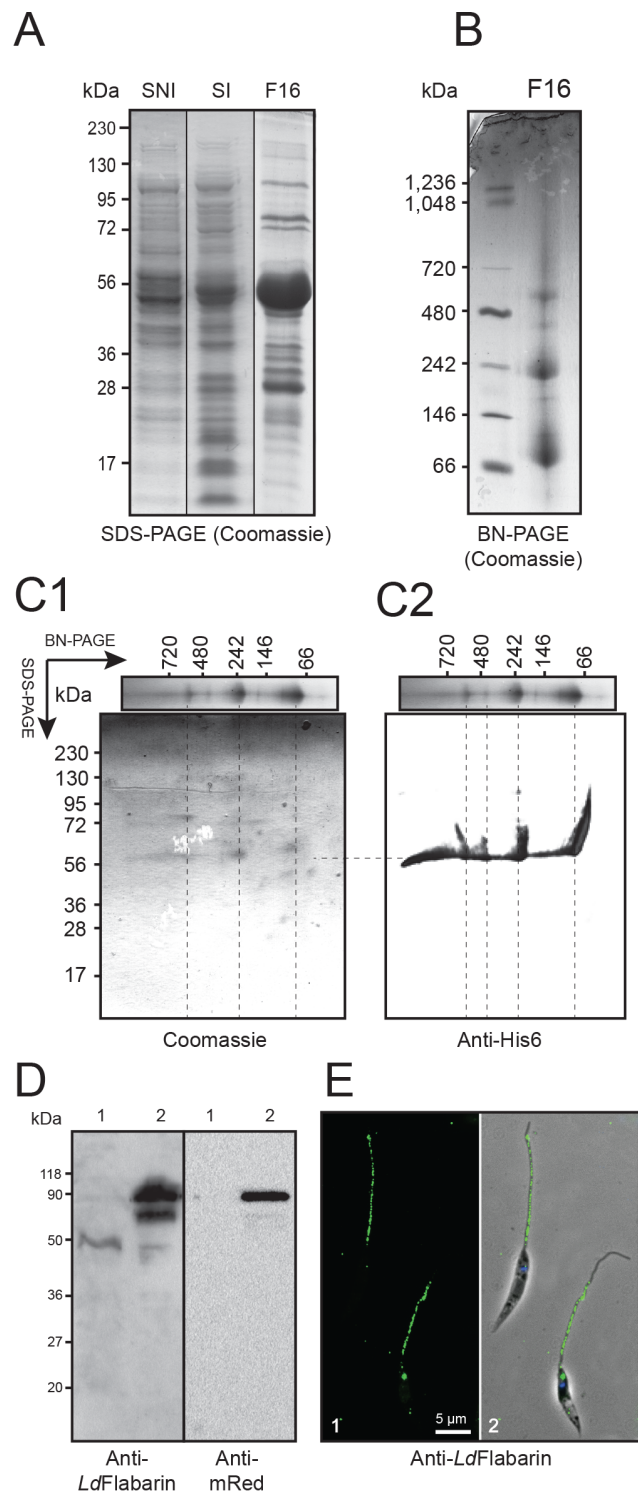 A
kDa SNI SI F16
230
130
95
72
56
36
28
17
SDS-PAGE (Coomassie)
B
kDa F16
1,236
1,048
720
480
242
146
66
BN-PAGE
(Coomassie)
C1
BN-PAGE
SDS-PAGE
720 480 242 146 66
kDa
230
130
95
72
56
36
28
17
Coomassie
C2
720 480 242 146 66
Anti-His6
D
kDa 1 2 1 2
118
90
50
36
27
20
Anti-
LdFlabarin
Anti-
mRed
E
1
5 µm
2
Anti-LdFlabarin